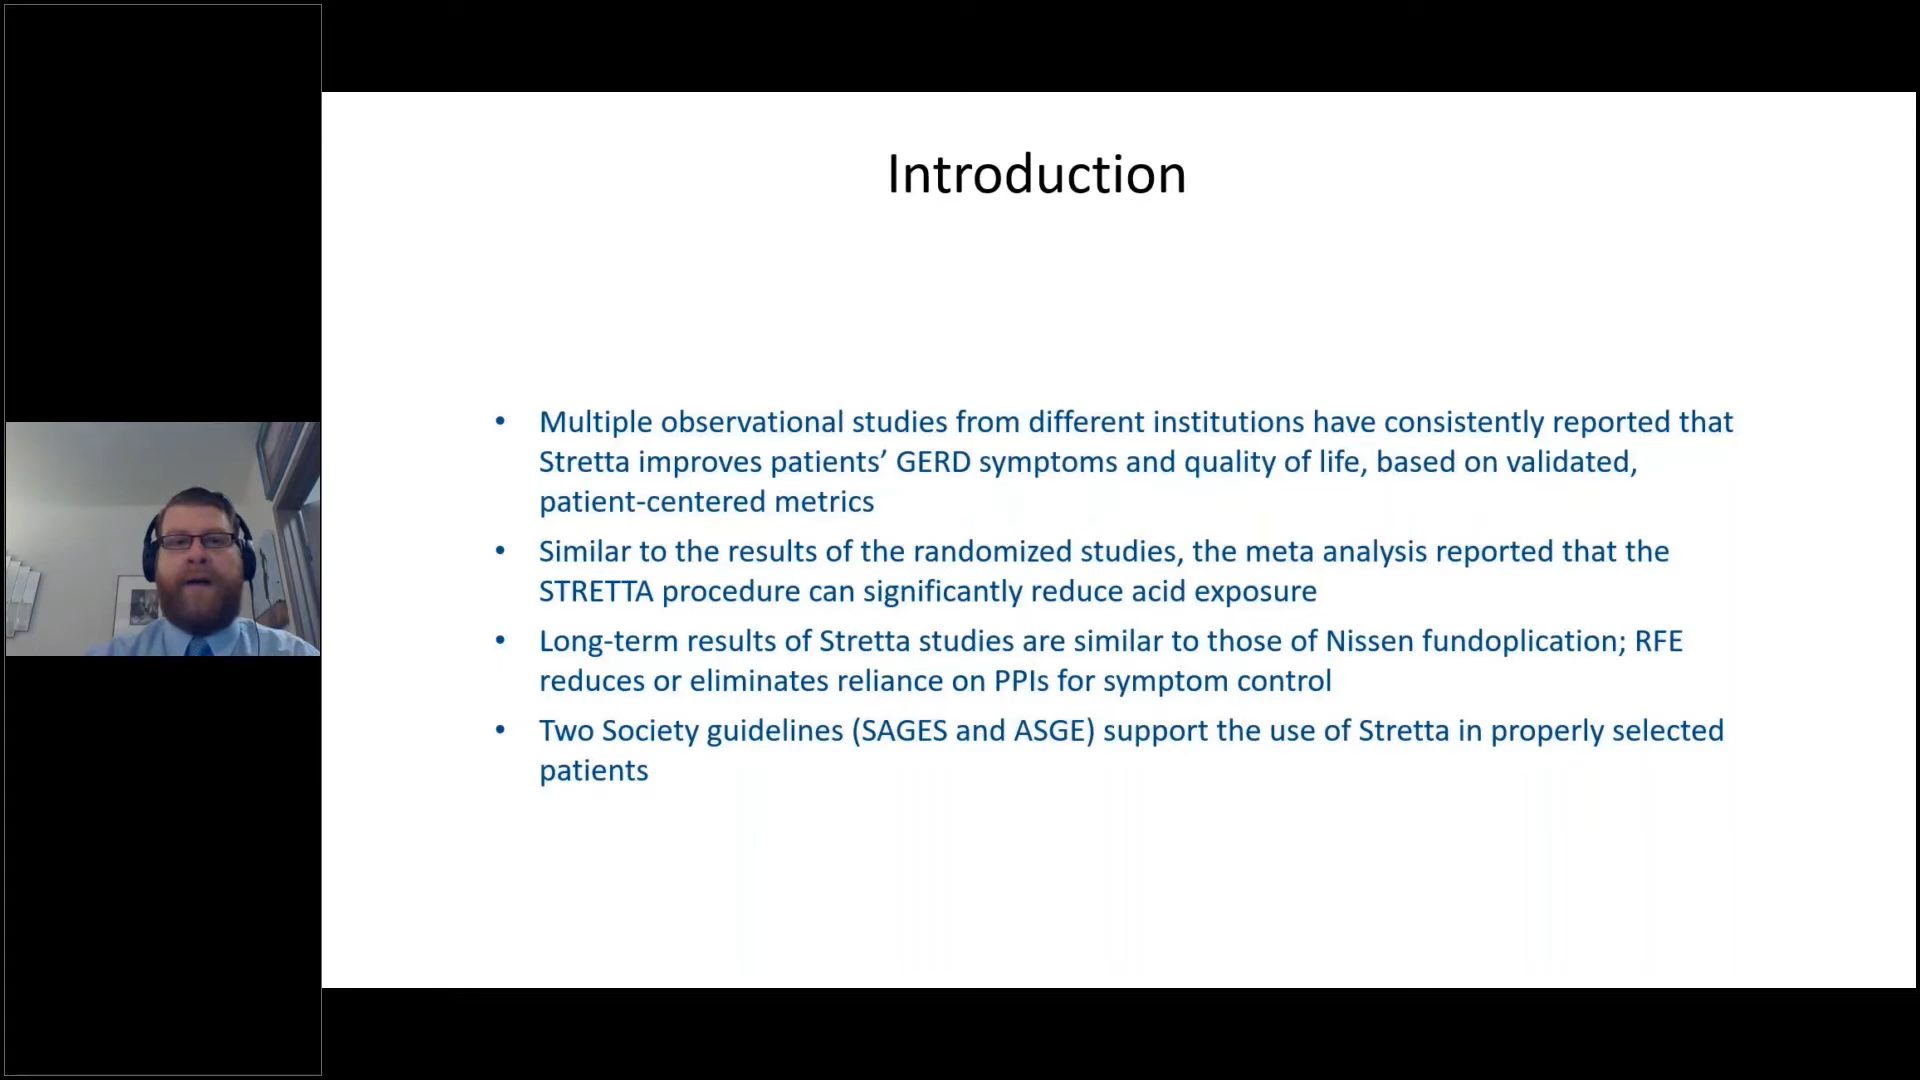 Introduction
• Multiple observational studies from different institutions have consistently reported that
Stretta improves patients’ GERD symptoms and quality of life, based on validated,
patient-centered metrics
• Similar to the results of the randomized studies, the meta analysis reported that the
STRETTA procedure can significantly reduce acid exposure
• Long-term results of Stretta studies are similar to those of Nissen fundoplication; RFE
reduces or eliminates reliance on PPIs for symptom control
• Two Society guidelines (SAGES and ASGE) support the use of Stretta in properly selected
patients